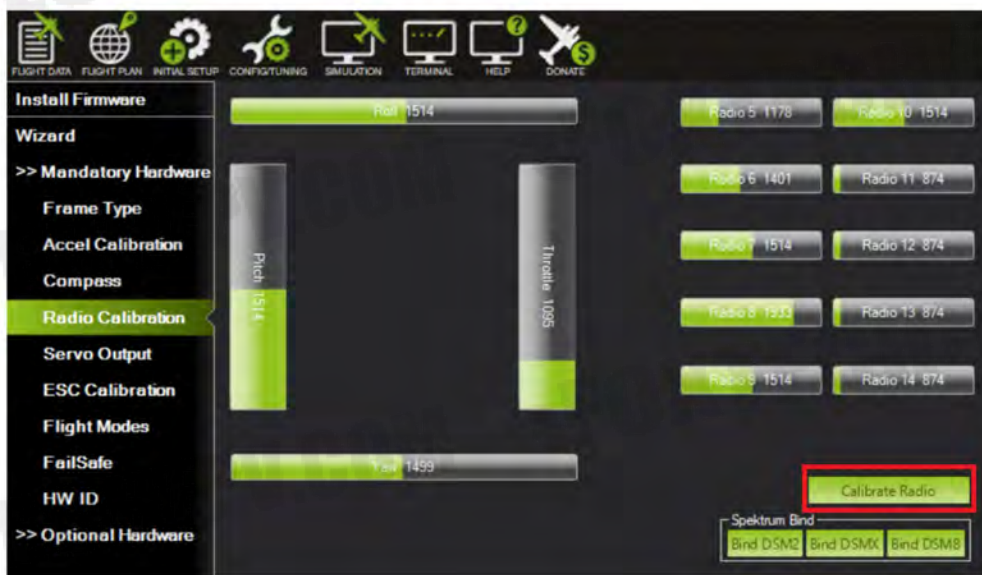 FLIGHT DATA FLIGHT PLAN INITIAL SETUP CONFIG/TUNING SIMULATION TERMINAL HELP DONATE
Install Firmware
Wizard
>> Mandatory Hardware
Frame Type
Accel Calibration
Compass
Radio Calibration
Servo Output
ESC Calibration
Flight Modes
FailSafe
HW ID
>> Optional Hardware
Roll 1514
Pitch 1514
Throttle 1095
Yaw 1499
Radio 5 1178
Radio 10 1514
Radio 6 1401
Radio 11 874
Radio 7 1514
Radio 12 874
Radio 8 1933
Radio 13 874
Radio 9 1514
Radio 14 874
Calibrate Radio
Spektrum Bind
Bind DSM2 Bind DSMX Bind DSM8